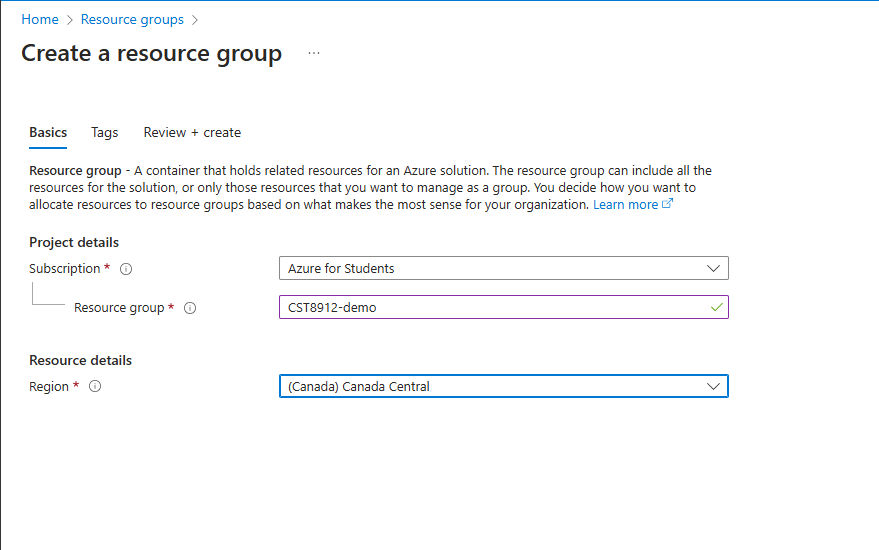 Home > Resource groups >
Create a resource group ...
Basics Tags Review + create
Resource group - A container that holds related resources for an Azure solution. The resource group can include all the
resources for the solution, or only those resources that you want to manage as a group. You decide how you want to
allocate resources to resource groups based on what makes the most sense for your organization. Learn more
Project details
Subscription * Azure for Students
Resource group * CST8912-demo
Resource details
Region * (Canada) Canada Central